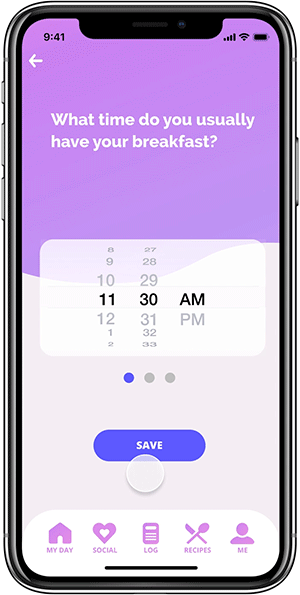 9:41
What time do you usually
have your breakfast?
8 27
9 28
10 29
11 30 AM
12 31 PM
1 32
2 33
SAVE
MY DAY SOCIAL LOG RECIPES ME